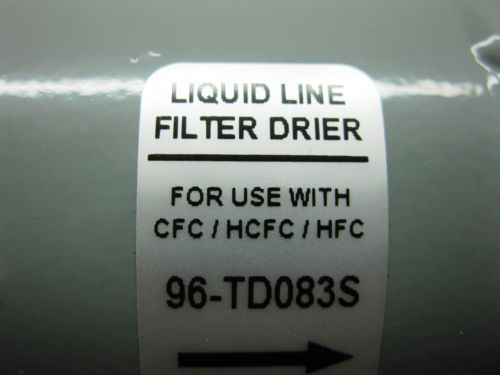 LIQUID LINE
FILTER DRIER
FOR USE WITH
CFC / HCFC / HFC
96-TD083S